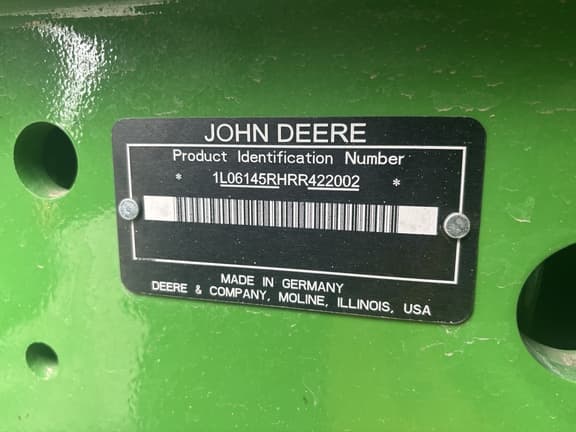 JOHN DEERE
Product Identification Number
* 1L06145RHRR422002 *
MADE IN GERMANY
DEERE & COMPANY, MOLINE, ILLINOIS, USA